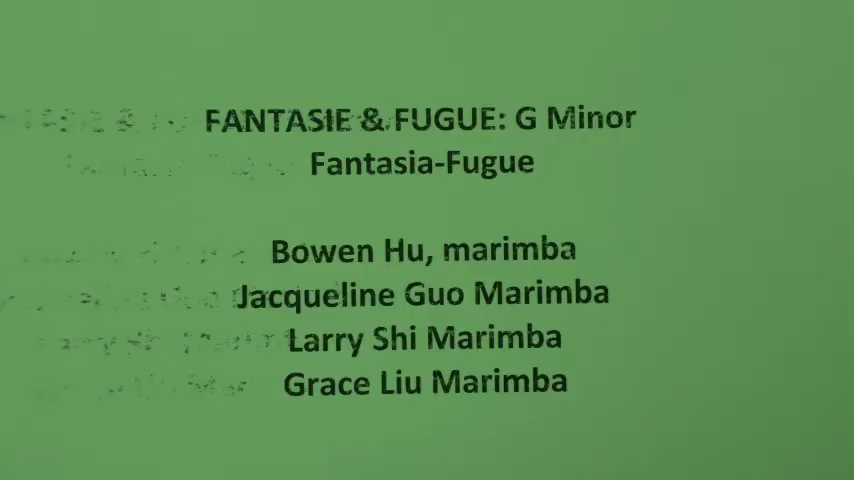 FANTASIE & FUGUE: G Minor
Fantasia-Fugue
Bowen Hu, marimba
Jacqueline Guo Marimba
Larry Shi Marimba
Grace Liu Marimba